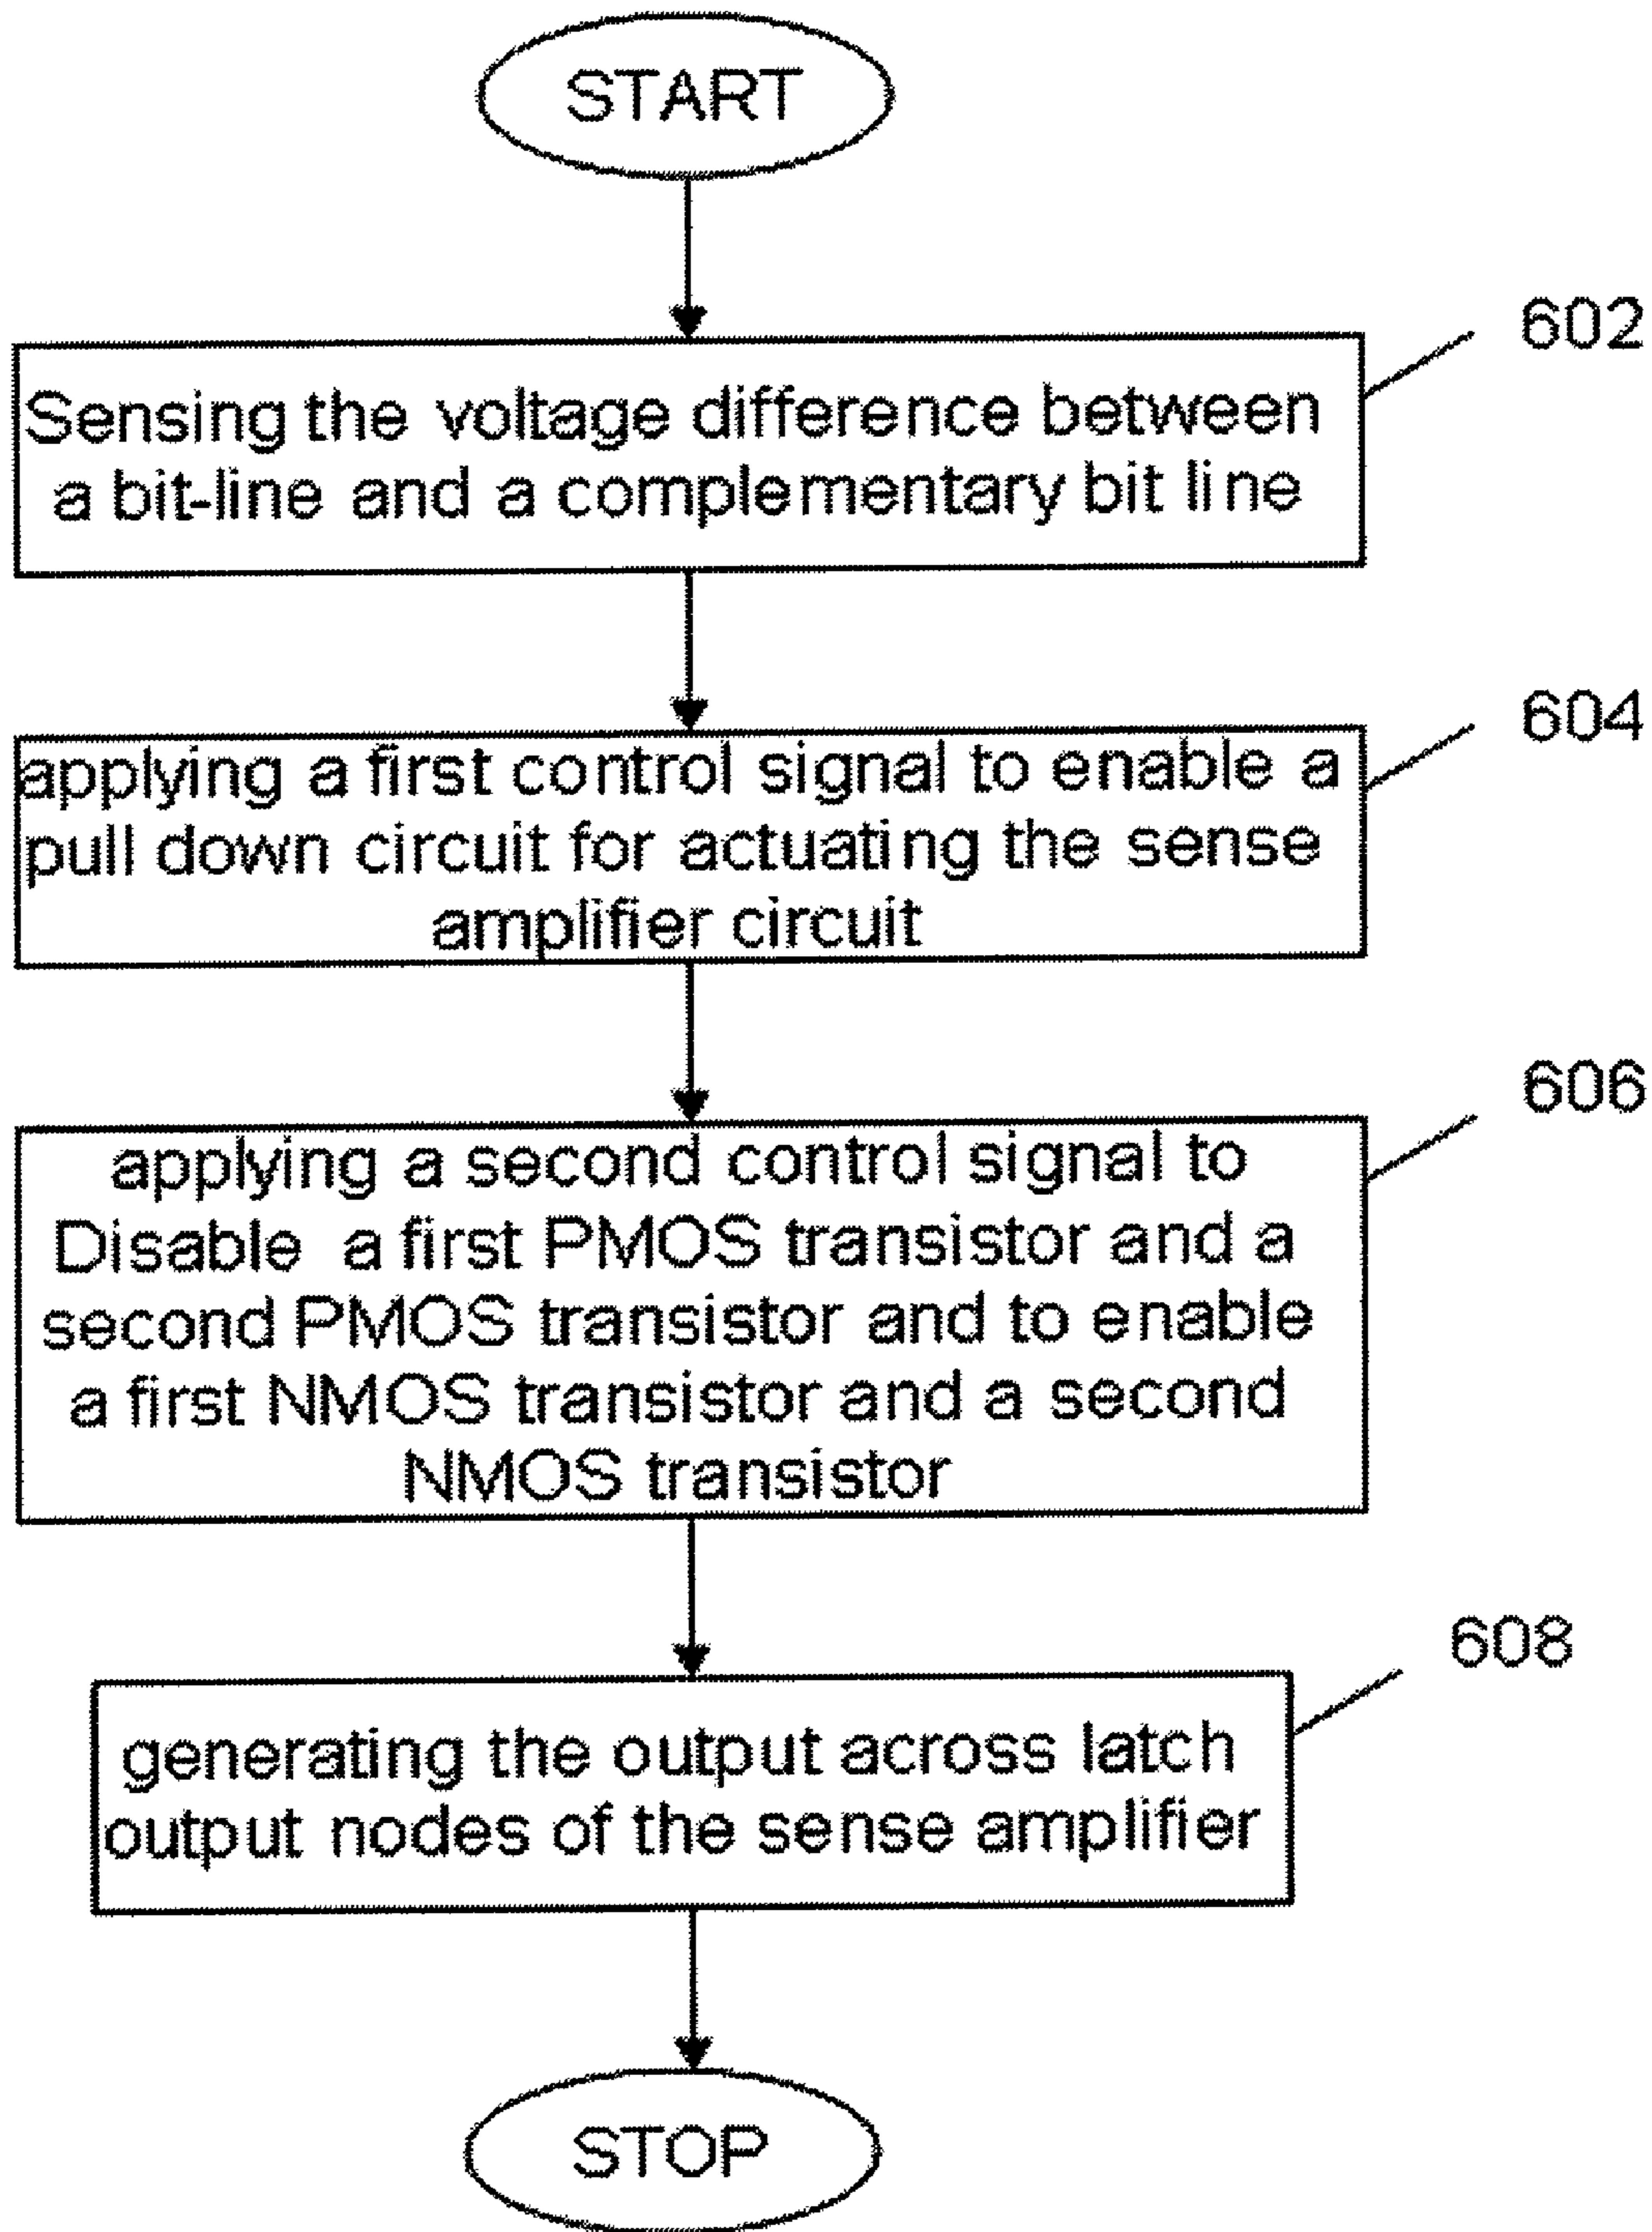 START
602
Sensing the voltage difference between
a bit-line and a complementary bit line
604
applying a first control signal to enable a
pull down circuit for actuating the sense
amplifier circuit
606
applying a second control signal to
Disable a first PMOS transistor and a
second PMOS transistor and to enable
a first NMOS transistor and a second
NMOS transistor
608
generating the output across latch
output nodes of the sense amplifier
STOP